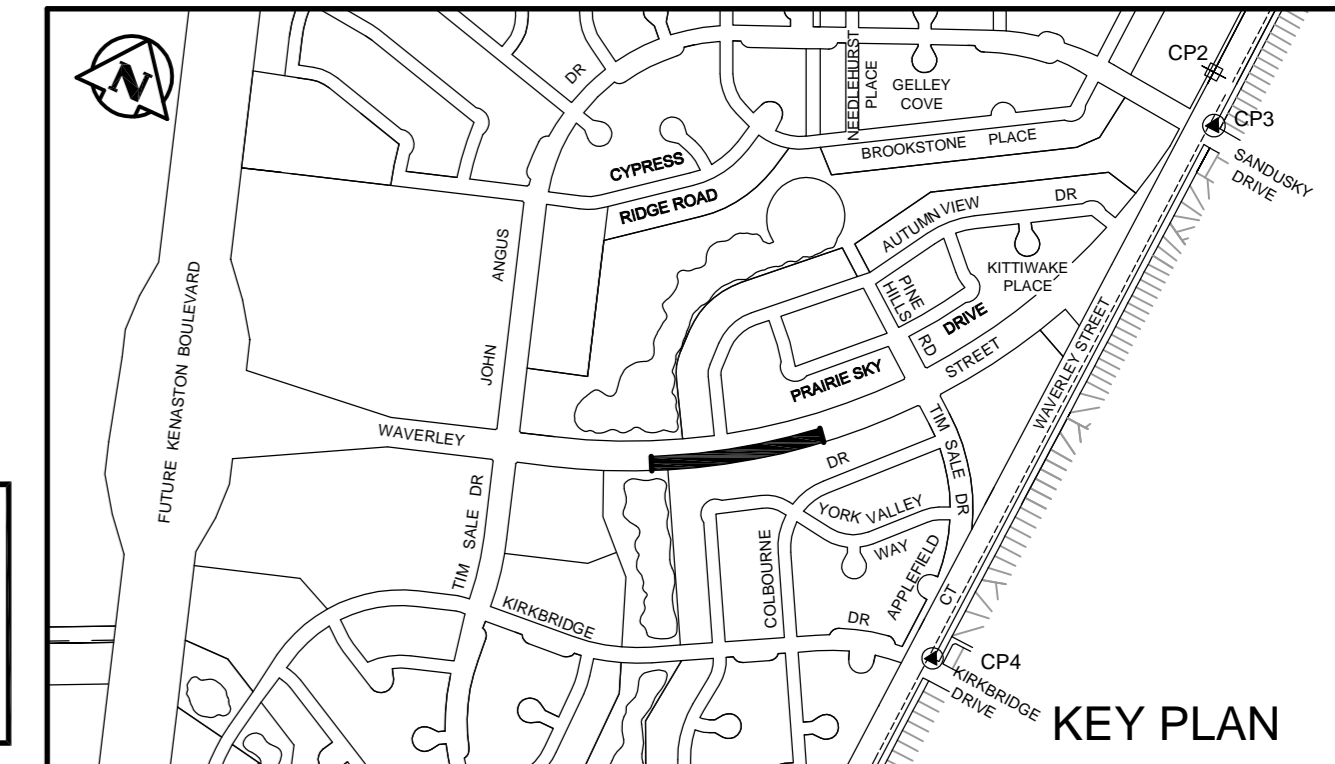 N
DR
NEEDLEHURST
PLACE
GELLEY
COVE
CP2
CP3
SANDUSKY
DRIVE
BROOKSTONE PLACE
CYPRESS
RIDGE ROAD
AUTUMN VIEW DR
KITTIWAKE
PLACE
PINE
HILLS
RD
DRIVE
PRAIRIE SKY
STREET
WAVERLEY STREET
JOHN ANGUS
FUTURE KENASTON BOULEVARD
WAVERLEY
DR
TIM SALE DR
TIM SALE DR
YORK VALLEY
WAY
COLBOURNE
APPLEFIELD
CT
KIRKBRIDGE
DR
CP4
KIRKBRIDGE
DRIVE
KEY PLAN